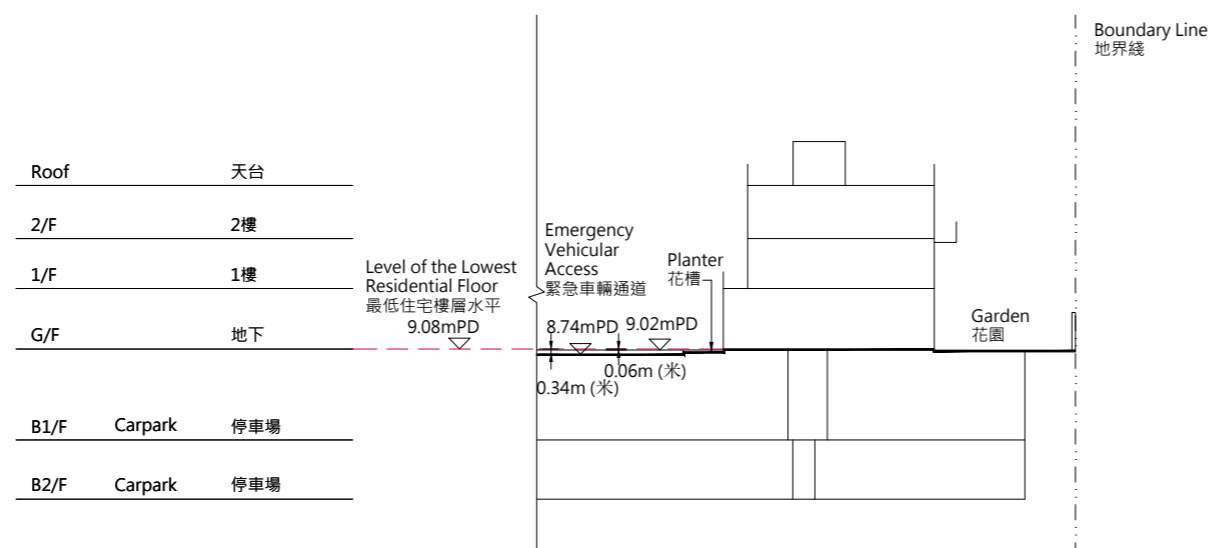 Boundary Line
地界綫
Roof 天台
2/F 2樓
1/F 1樓
G/F 地下
B1/F Carpark 停車場
B2/F Carpark 停車場
Level of the Lowest
Residential Floor
最低住宅樓層水平
9.08mPD
Emergency
Vehicular
Access
緊急車輛通道
8.74mPD
9.02mPD
0.34m (米)
0.06m (米)
Planter
花槽
Garden
花園